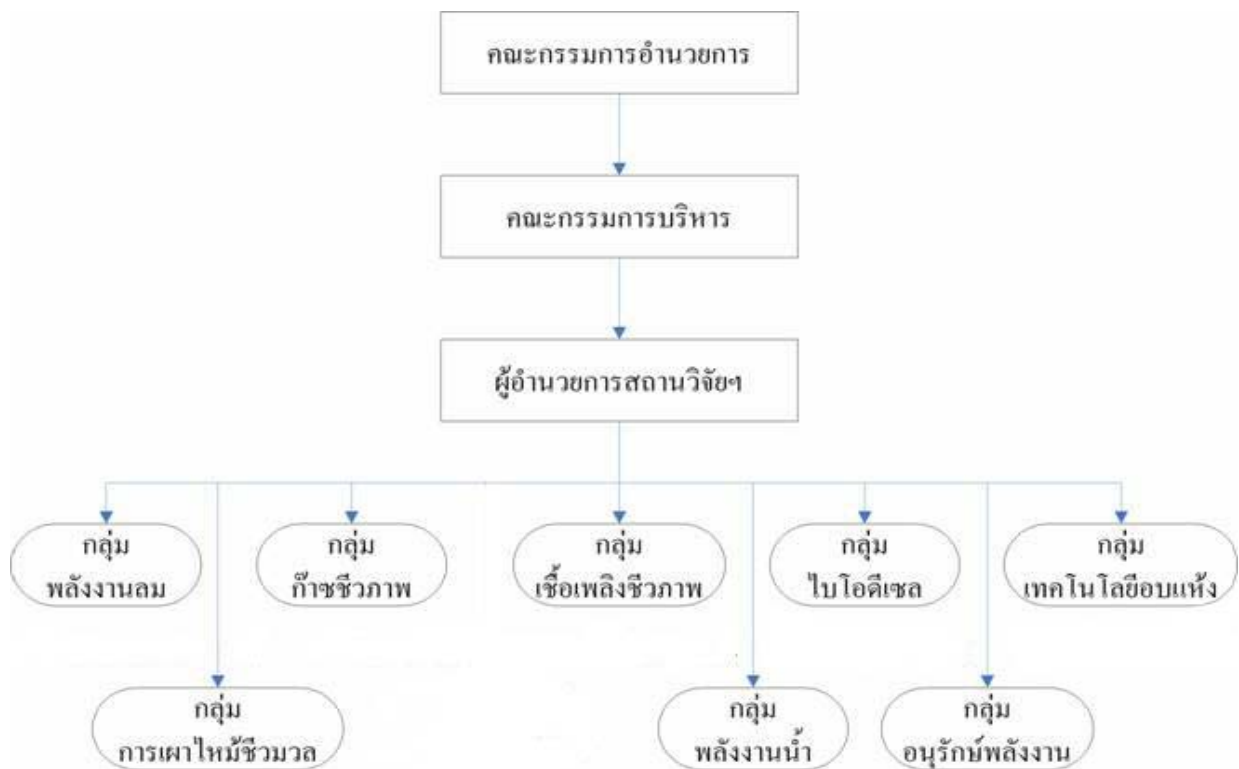 คณะกรรมการอำนวยการ
คณะกรรมการบริหาร
ผู้อำนวยการสถานวิจัยฯ
กลุ่ม
พลังงานลม
กลุ่ม
ก๊าซชีวภาพ
กลุ่ม
เชื้อเพลิงชีวภาพ
กลุ่ม
ไบโอดีเซล
กลุ่ม
เทคโนโลยีอบแห้ง
กลุ่ม
การเผาไหม้ชีวมวล
กลุ่ม
พลังงานน้ำ
กลุ่ม
อนุรักษ์พลังงาน